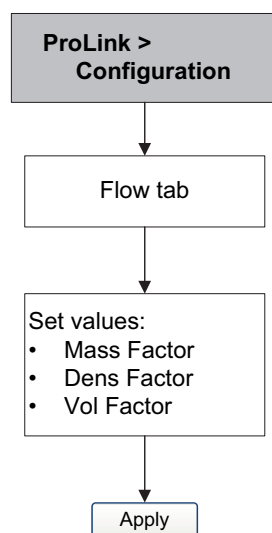 ProLink >
Configuration
Flow tab
Set values:
• Mass Factor
• Dens Factor
• Vol Factor
Apply